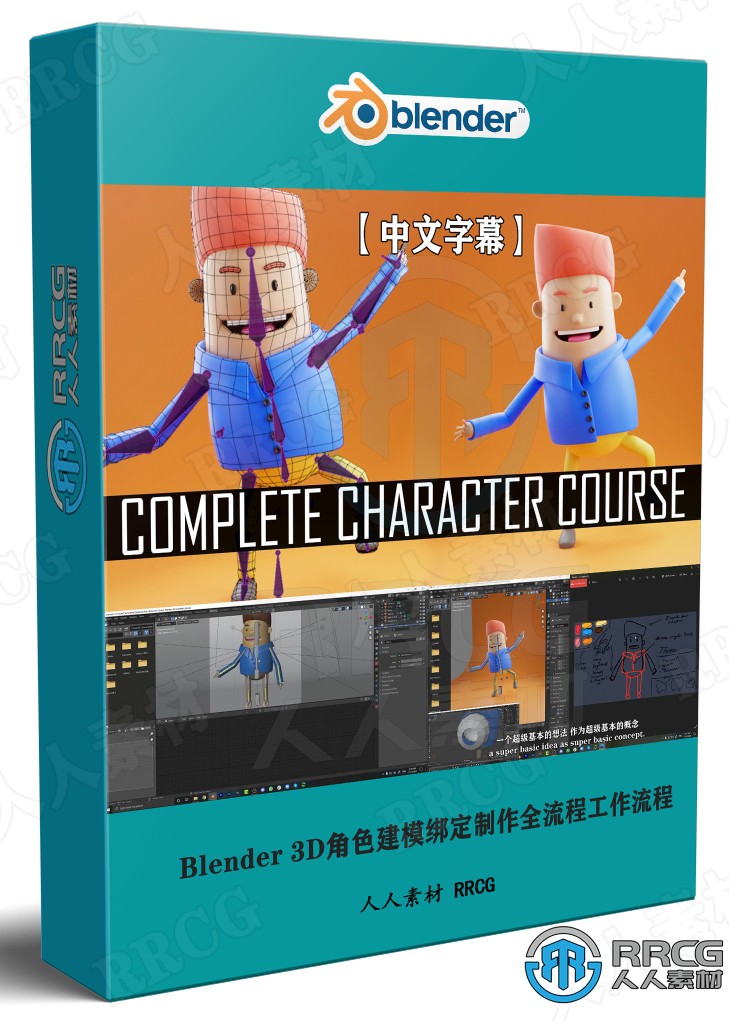 blender™
【中文字幕】
COMPLETE CHARACTER COURSE
一个超级基本的想法 作为超级基本的概念
a super basic idea as super basic concept.
Blender 3D角色建模绑定制作全流程工作流程
人人素材 RRCG
RRCG
人人素材
RRCG
人人素材